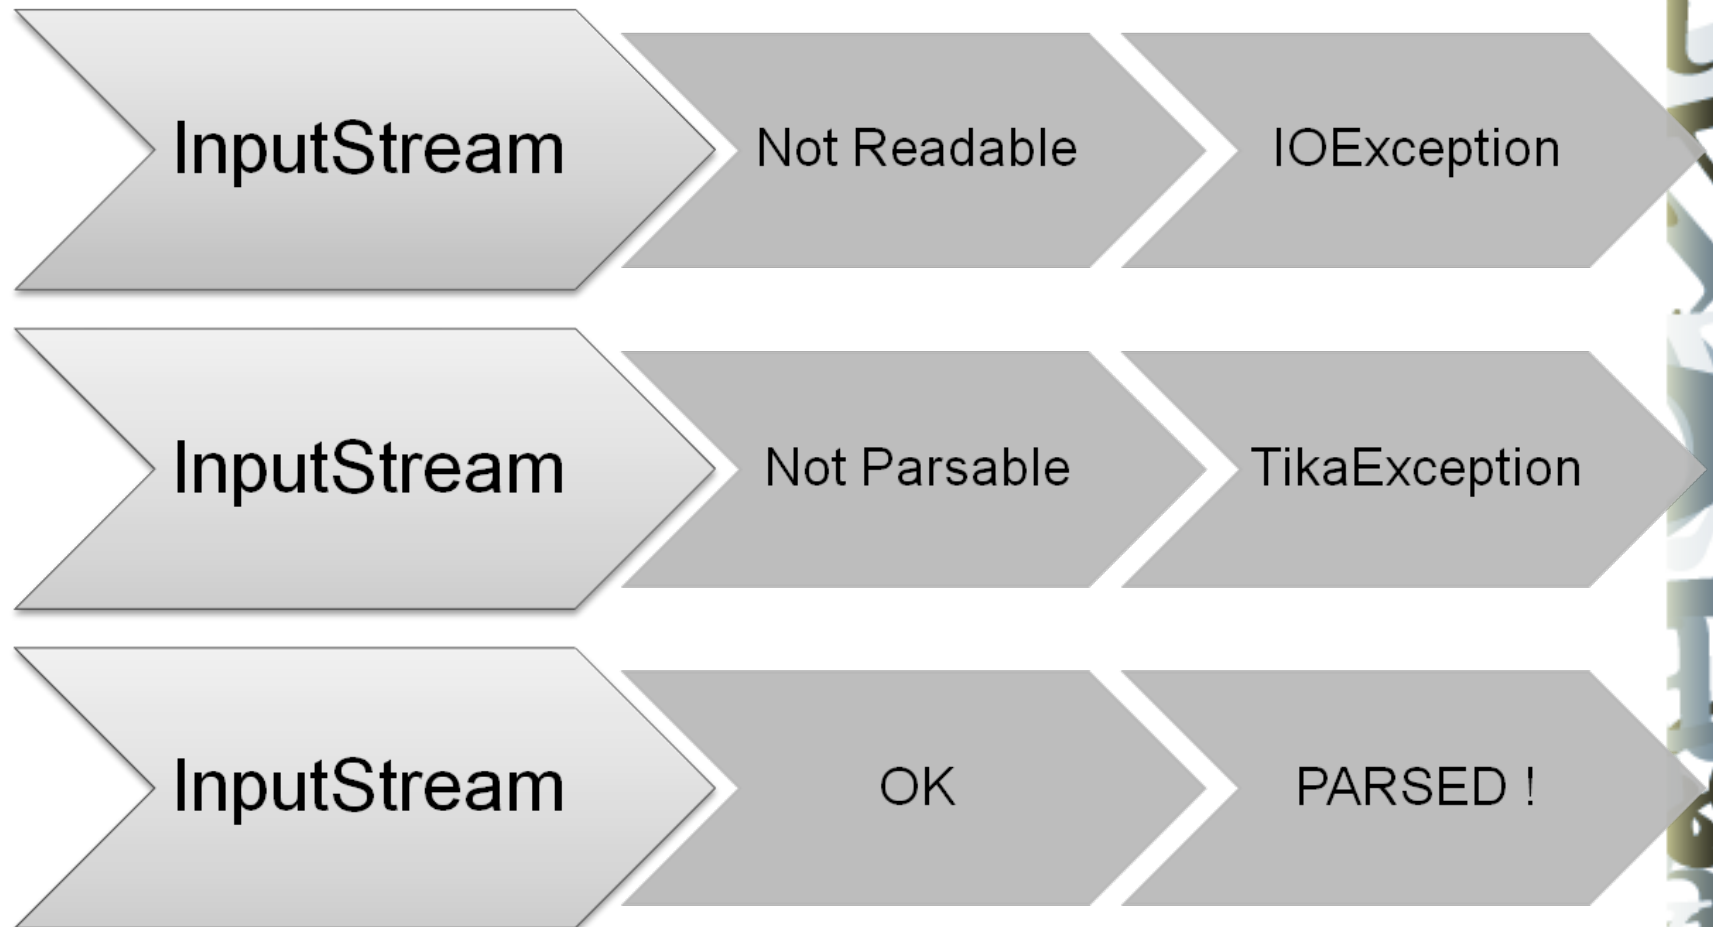 InputStream
Not Readable
IOException
InputStream
Not Parsable
TikaException
InputStream
OK
PARSED !